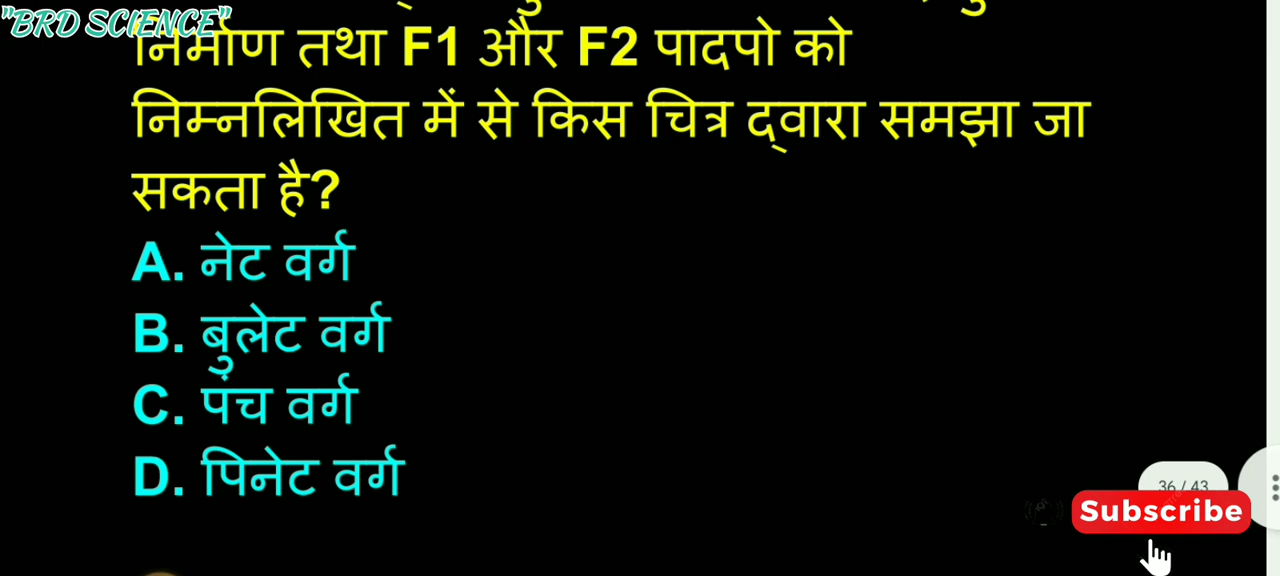 "BRD SCIENCE"
निर्माण तथा F1 और F2 पादपो को
निम्नलिखित में से किस चित्र द्वारा समझा जा
सकता है?
A. नेट वर्ग
B. बुलेट वर्ग
C. पंच वर्ग
D. पिनेट वर्ग
36 / 43
Subscribe